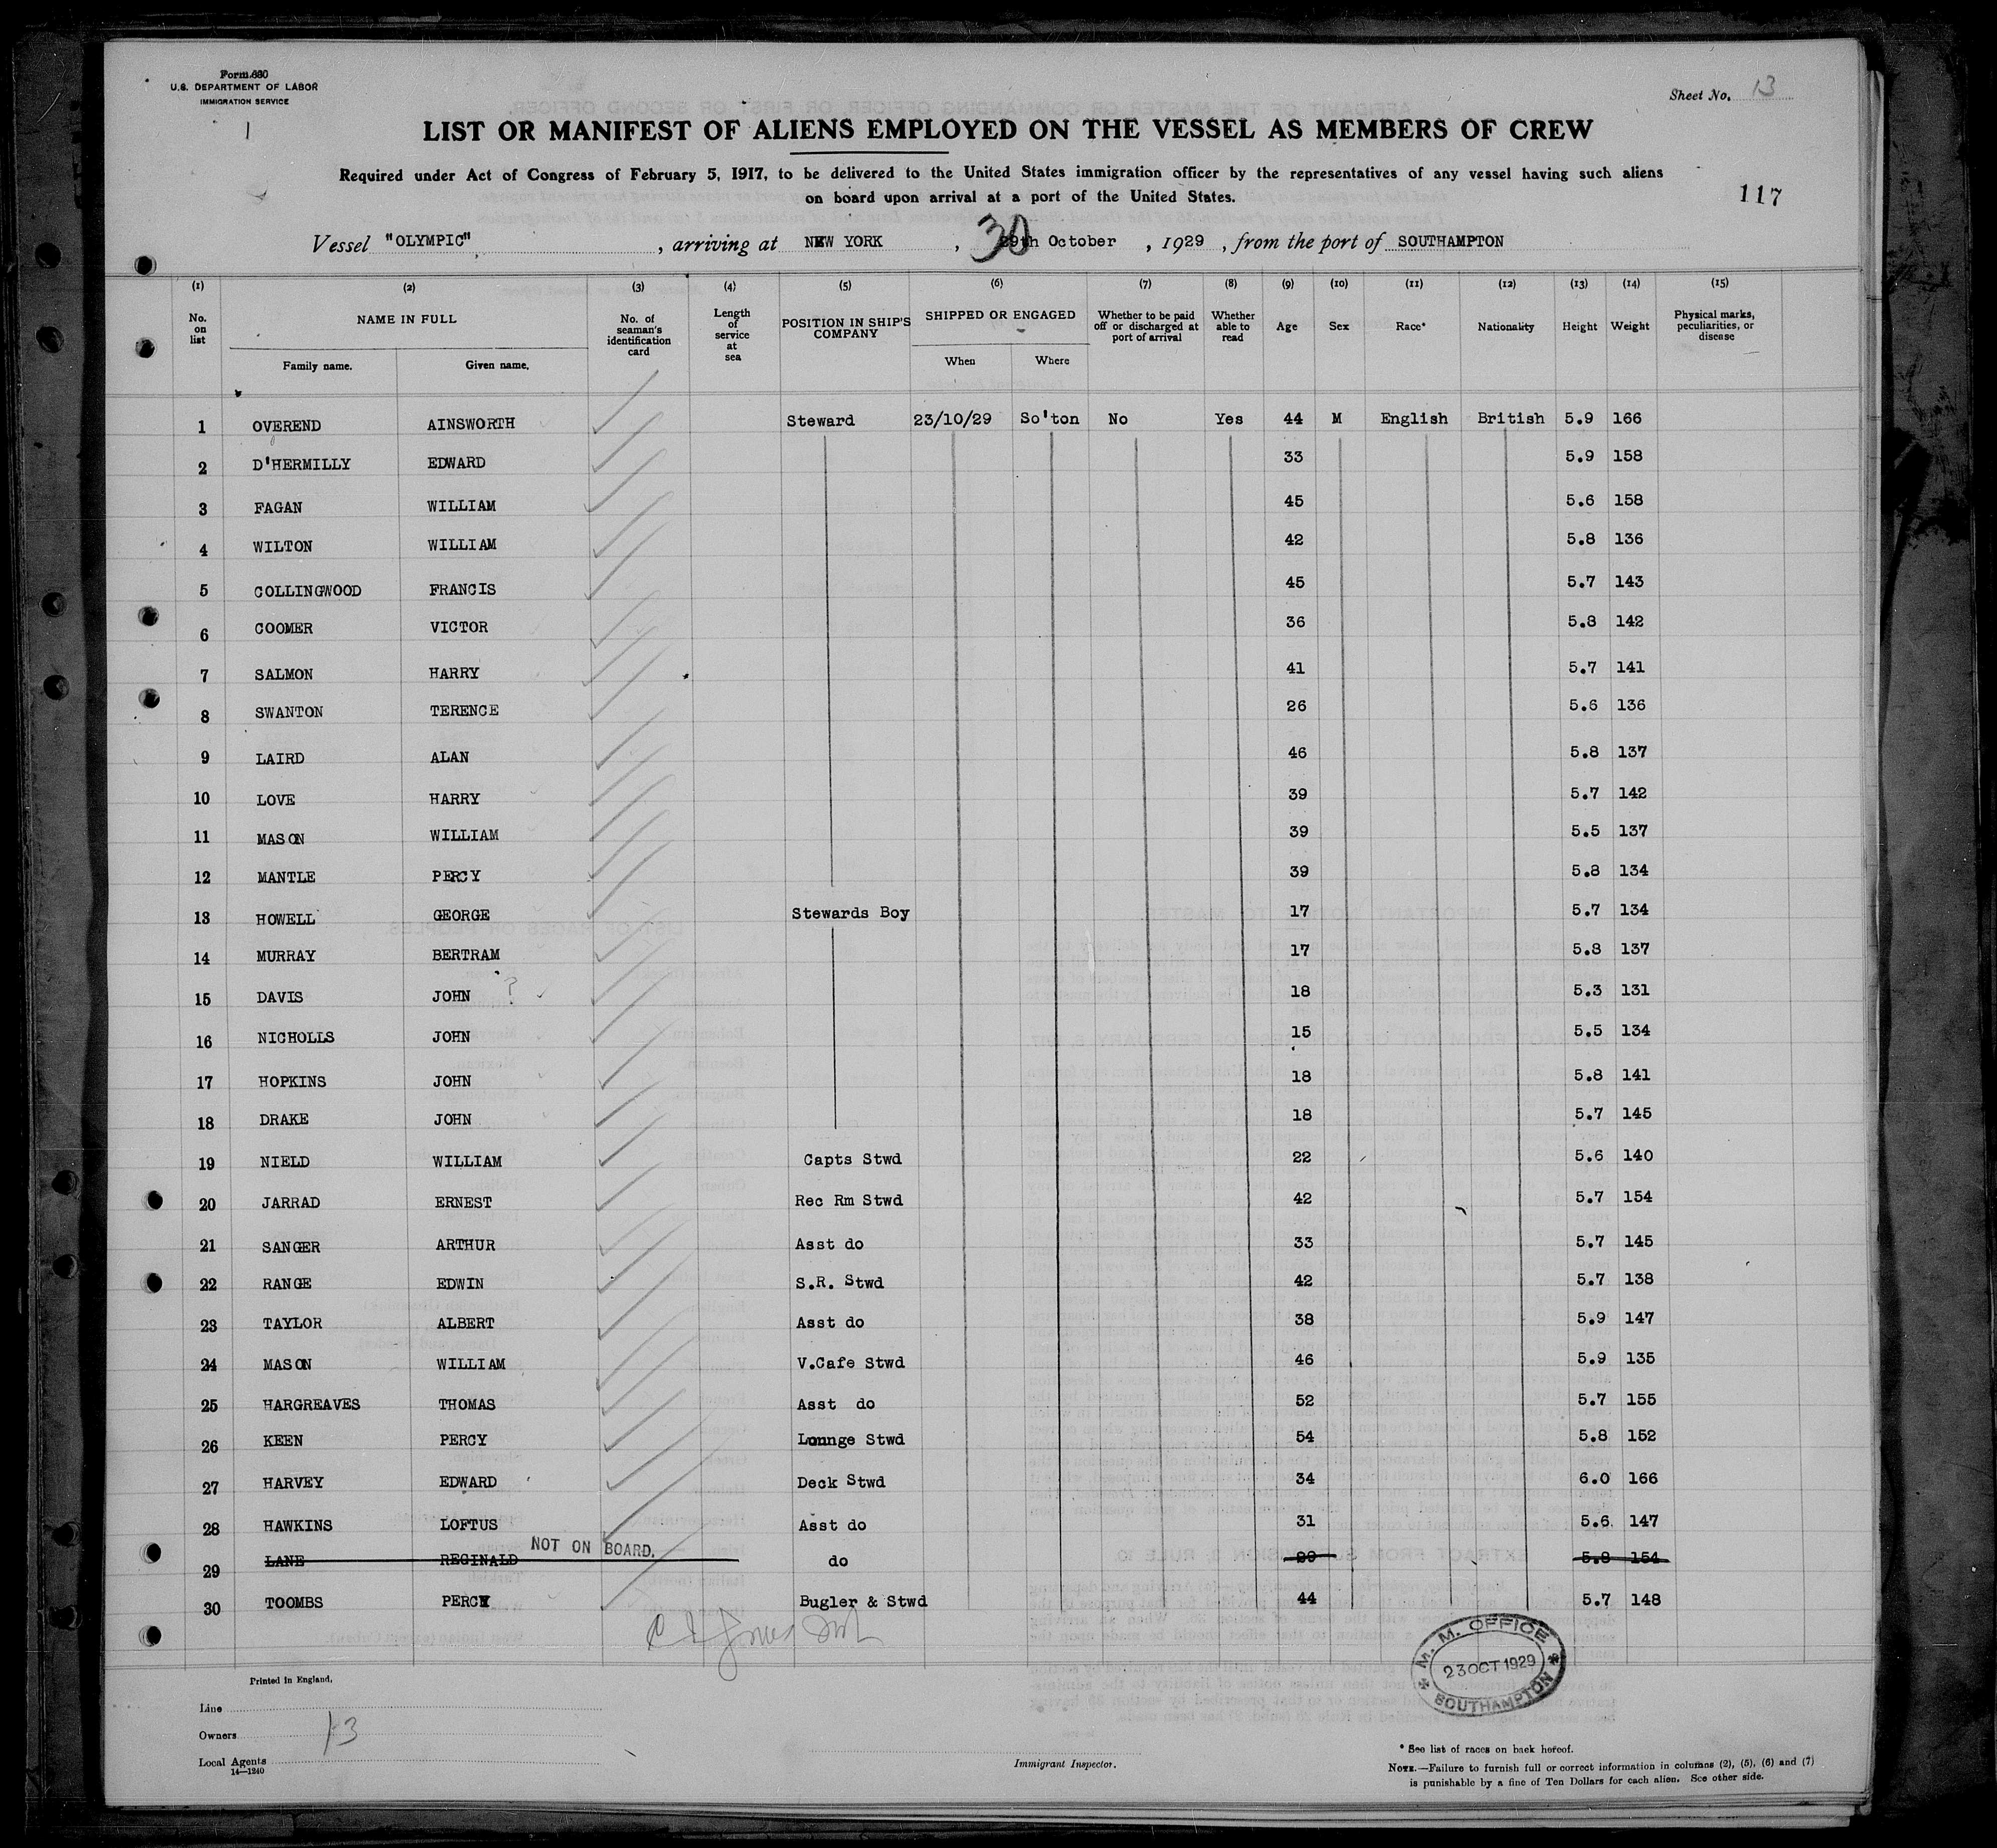 Form 680
U.S. DEPARTMENT OF LABOR
IMMIGRATION SERVICE
Sheet No. 13
LIST OR MANIFEST OF ALIENS EMPLOYED ON THE VESSEL AS MEMBERS OF CREW
Required under Act of Congress of February 5, 1917, to be delivered to the United States immigration officer by the representatives of any vessel having such aliens
on board upon arrival at a port of the United States.
117
Vessel "OLYMPIC", arriving at NEW YORK, 30 29th October, 1929, from the port of SOUTHAMPTON
(1) (2) (3) (4) (5) (6) (7) (8) (9) (10) (11) (12) (13) (14) (15)
No. on list NAME IN FULL Family name. Given name. No. of seaman's identification card Length of service at sea POSITION IN SHIP'S COMPANY SHIPPED OR ENGAGED When Where Whether to be paid off or discharged at port of arrival Whether able to read Age Sex Race* Nationality Height Weight Physical marks, peculiarities, or disease
1 OVEREND AINSWORTH Steward 23/10/29 So'ton No Yes 44 M English British 5.9 166
2 D'HERMILLY EDWARD 33 5.9 158
3 FAGAN WILLIAM 45 5.6 158
4 WILTON WILLIAM 42 5.8 136
5 COLLINGWOOD FRANCIS 45 5.7 143
6 COOMER VICTOR 36 5.8 142
7 SALMON HARRY 41 5.7 141
8 SWANTON TERENCE 26 5.6 136
9 LAIRD ALAN 46 5.8 137
10 LOVE HARRY 39 5.7 142
11 MASON WILLIAM 39 5.5 137
12 MANTLE PERCY 39 5.8 134
13 HOWELL GEORGE Stewards Boy 17 5.7 134
14 MURRAY BERTRAM 17 5.8 137
15 DAVIS JOHN ? 18 5.3 131
16 NICHOLLS JOHN 15 5.5 134
17 HOPKINS JOHN 18 5.8 141
18 DRAKE JOHN 18 5.7 145
19 NIELD WILLIAM Capts Stwd 22 5.6 140
20 JARRAD ERNEST Rec Rm Stwd 42 5.7 154
21 SANGER ARTHUR Asst do 33 5.7 145
22 RANGE EDWIN S.R. Stwd 42 5.7 138
23 TAYLOR ALBERT Asst do 38 5.9 147
24 MASON WILLIAM V.Cafe Stwd 46 5.9 135
25 HARGREAVES THOMAS Asst do 52 5.7 155
26 KEEN PERCY Lounge Stwd 54 5.8 152
27 HARVEY EDWARD Deck Stwd 34 6.0 166
28 HAWKINS LOFTUS Asst do 31 5.6. 147
NOT ON BOARD.
29 LANE REGINALD do 29 5.8 154
30 TOOMBS PERCY Bugler & Stwd 44 5.7 148
M. M. OFFICE
23 OCT 1929
SOUTHAMPTON
Printed in England.
Line
Owners 13
Local Agents
14—1240
Immigrant Inspector.
* See list of races on back hereof.
NOTE.—Failure to furnish full or correct information in columns (2), (5), (6) and (7)
is punishable by a fine of Ten Dollars for each alien. See other side.